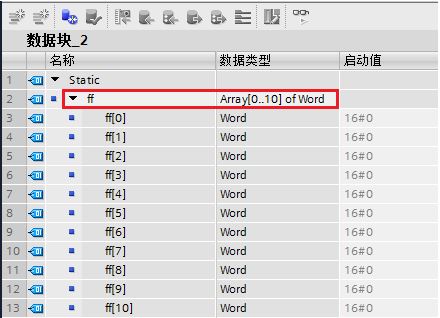 数据块_2
名称 数据类型 启动值
1 Static
2 ff Array[0..10] of Word
3 ff[0] Word 16#0
4 ff[1] Word 16#0
5 ff[2] Word 16#0
6 ff[3] Word 16#0
7 ff[4] Word 16#0
8 ff[5] Word 16#0
9 ff[6] Word 16#0
10 ff[7] Word 16#0
11 ff[8] Word 16#0
12 ff[9] Word 16#0
13 ff[10] Word 16#0